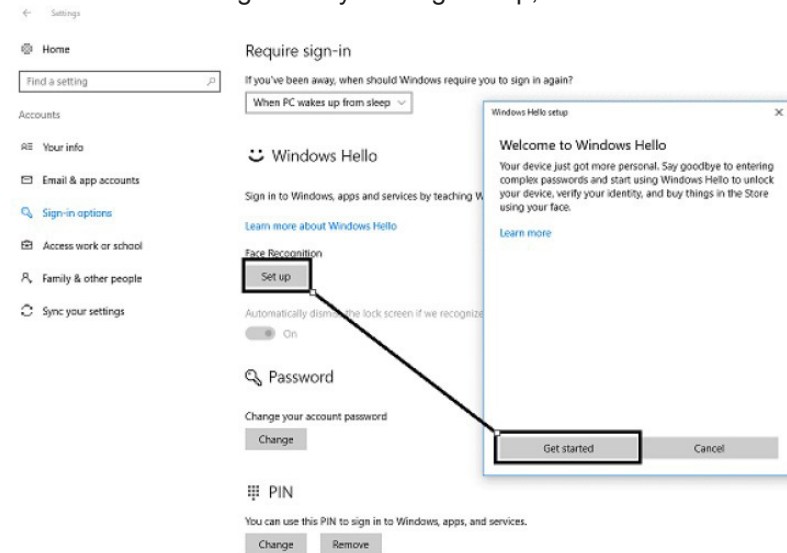 Settings
Home
Find a setting
Accounts
Your info
Email & app accounts
Sign-in options
Access work or school
Family & other people
Sync your settings
Require sign-in
If you've been away, when should Windows require you to sign in again?
When PC wakes up from sleep
Windows Hello
Sign in to Windows, apps and services by teaching W
Learn more about Windows Hello
Face Recognition
Set up
Automatically dismiss the lock screen if we recognize
On
Password
Change your account password
Change
PIN
You can use this PIN to sign in to Windows, apps, and services.
Change Remove
Windows Hello setup
Welcome to Windows Hello
Your device just got more personal. Say goodbye to entering
complex passwords and start using Windows Hello to unlock
your device, verify your identity, and buy things in the Store
using your face.
Learn more
Get started Cancel